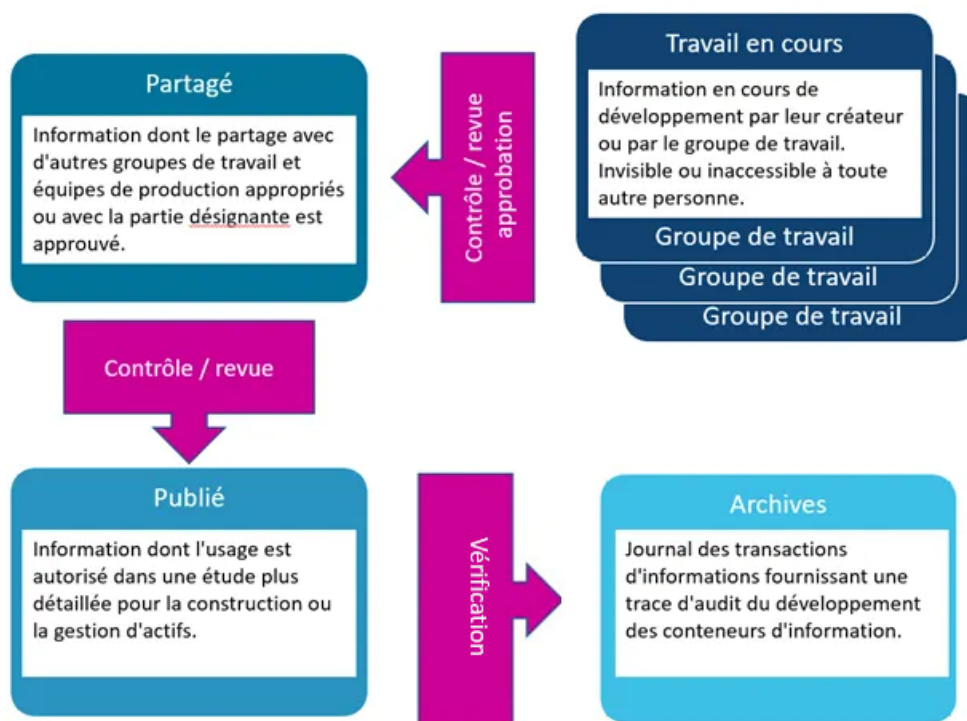 Travail en cours
Information en cours de
développement par leur créateur
ou par le groupe de travail.
Invisible ou inaccessible à toute
autre personne.
Groupe de travail
Groupe de travail
Groupe de travail
Contrôle / revue
approbation
Partagé
Information dont le partage avec
d'autres groupes de travail et
équipes de production appropriés
ou avec la partie désignante est
approuvé.
Contrôle / revue
Publié
Information dont l'usage est
autorisé dans une étude plus
détaillée pour la construction ou
la gestion d'actifs.
Vérification
Archives
Journal des transactions
d'informations fournissant une
trace d'audit du développement
des conteneurs d'information.